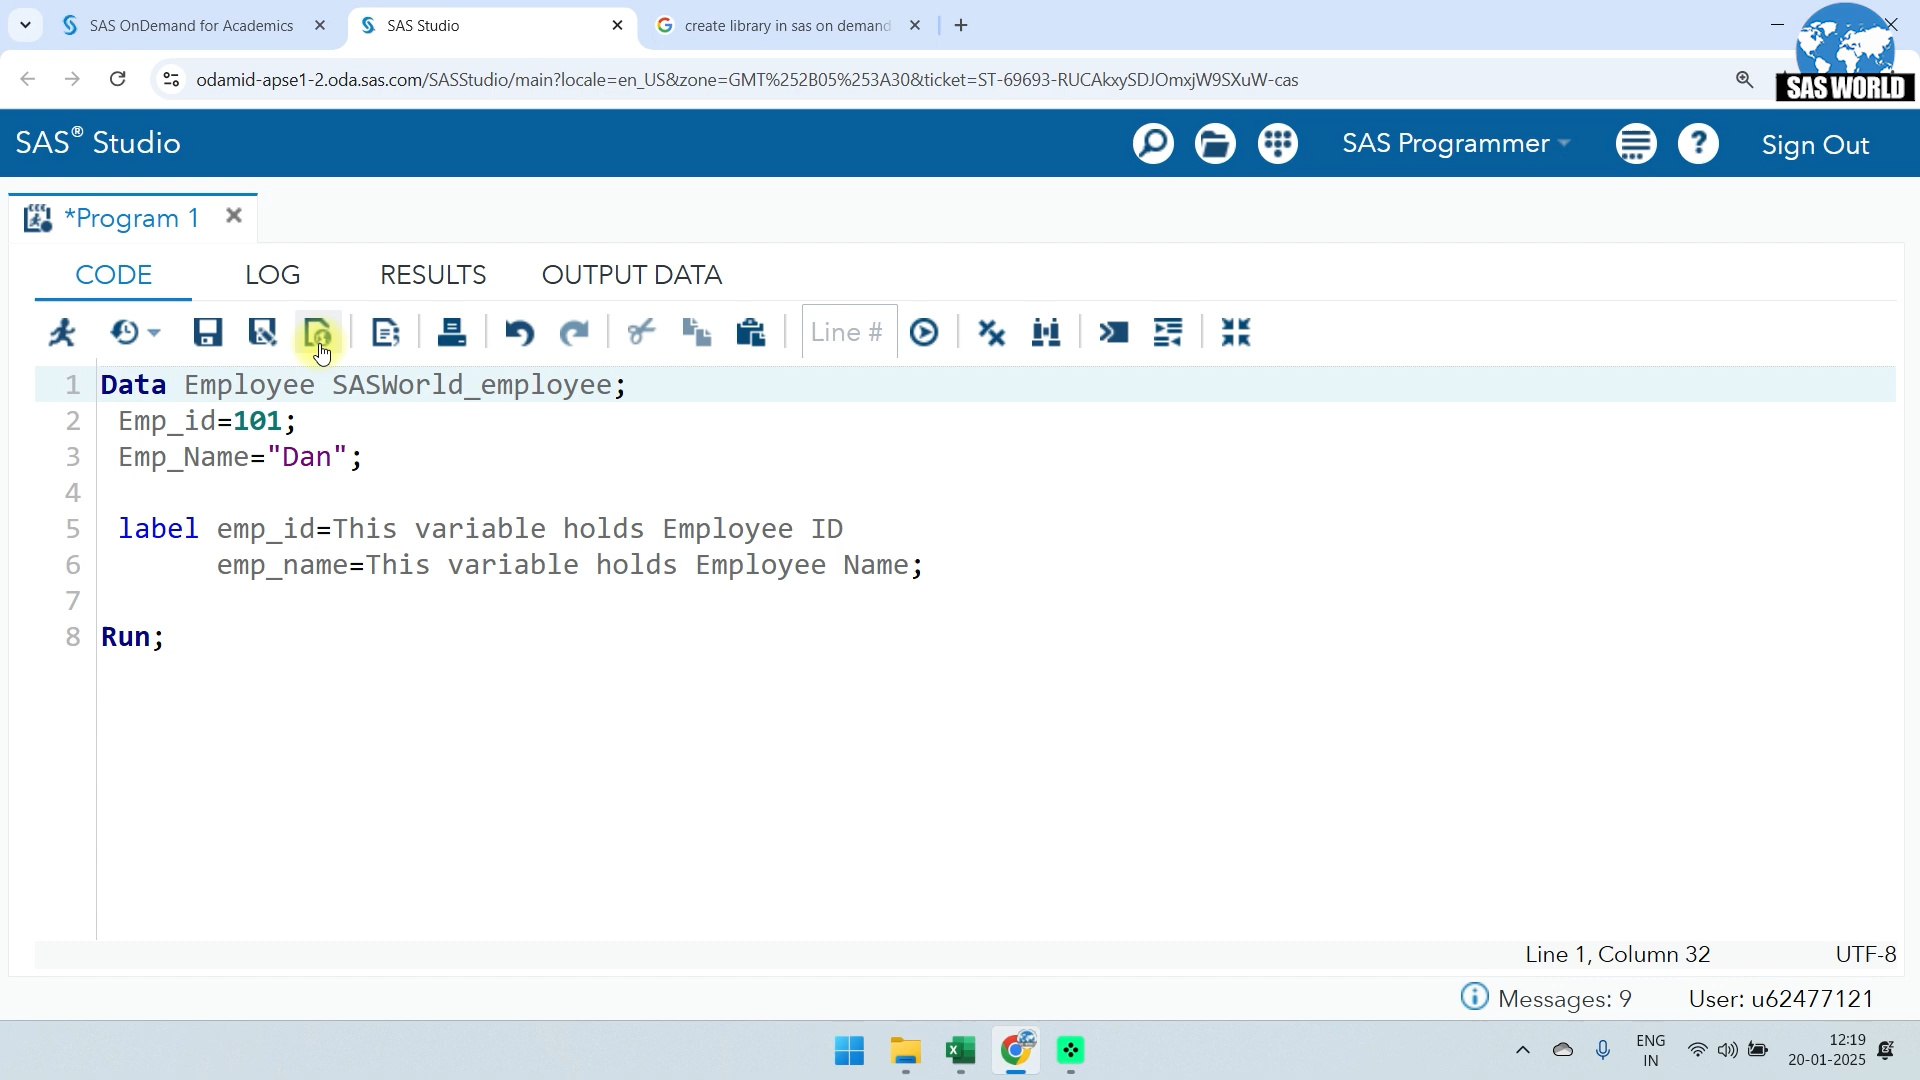 SAS OnDemand for Academics
SAS Studio
create library in sas on demand
odamid-apse1-2.oda.sas.com/SASStudio/main?locale=en_US&zone=GMT%252B05%253A30&ticket=ST-69693-RUCAkxySDJOmxjW9SXuW-cas
SAS WORLD
SAS® Studio
SAS Programmer
Sign Out
*Program 1
CODE
LOG
RESULTS
OUTPUT DATA
Line #
1 Data Employee SASWorld_employee;
2 Emp_id=101;
3 Emp_Name="Dan";
4
5 label emp_id=This variable holds Employee ID
6 emp_name=This variable holds Employee Name;
7
8 Run;
Line 1, Column 32
UTF-8
Messages: 9
User: u62477121
ENG
IN
12:19
20-01-2025